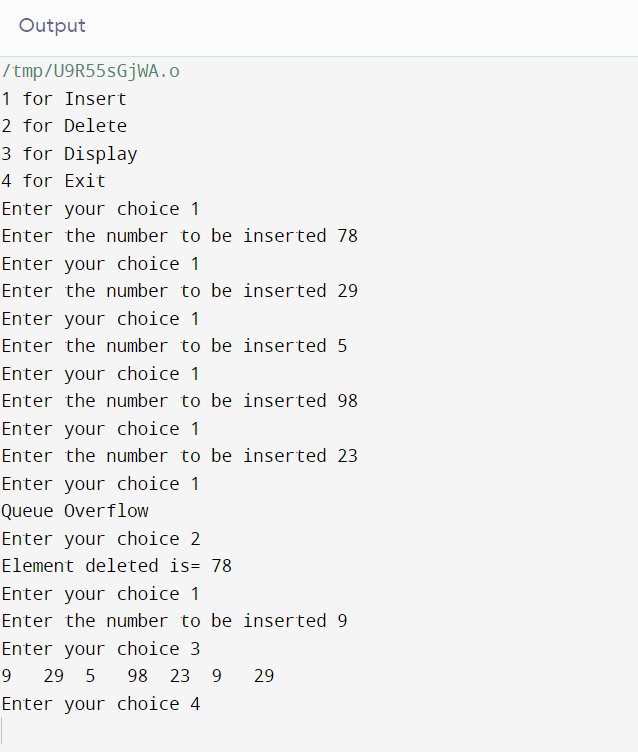 Output
/tmp/U9R55sGjWA.o
1 for Insert
2 for Delete
3 for Display
4 for Exit
Enter your choice 1
Enter the number to be inserted 78
Enter your choice 1
Enter the number to be inserted 29
Enter your choice 1
Enter the number to be inserted 5
Enter your choice 1
Enter the number to be inserted 98
Enter your choice 1
Enter the number to be inserted 23
Enter your choice 1
Queue Overflow
Enter your choice 2
Element deleted is= 78
Enter your choice 1
Enter the number to be inserted 9
Enter your choice 3
9   29  5   98  23  9   29
Enter your choice 4